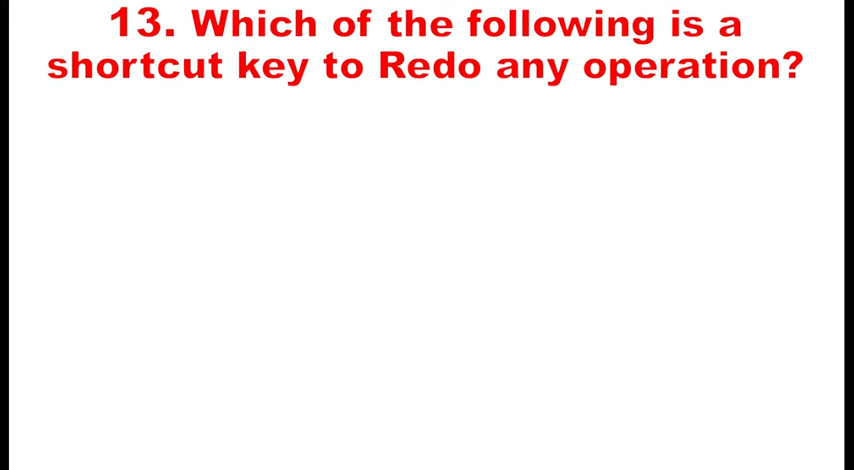 13. Which of the following is a
shortcut key to Redo any operation?